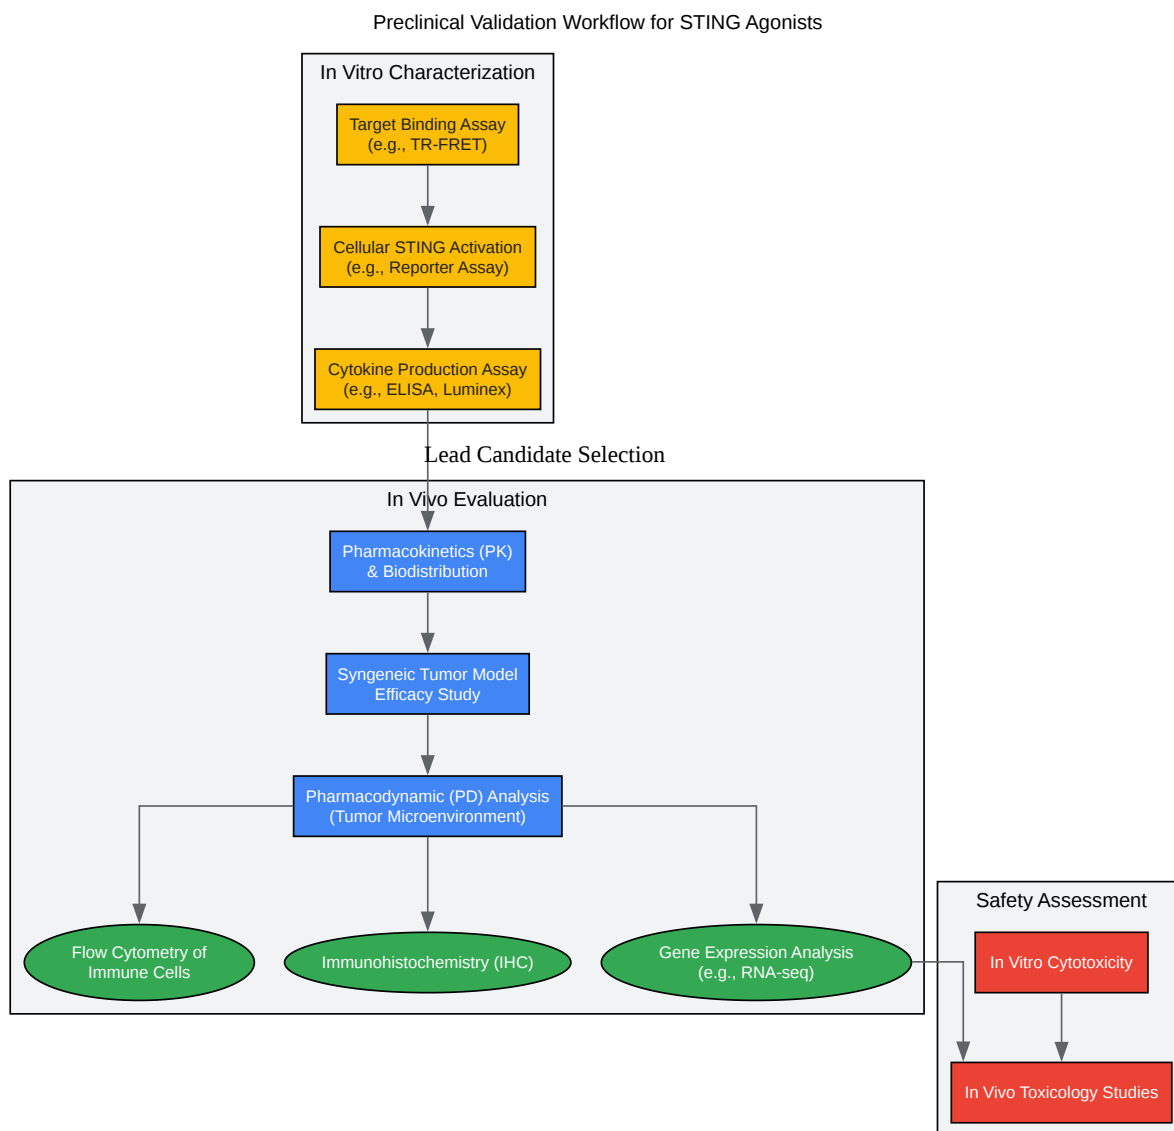 Preclinical Validation Workflow for STING Agonists
In Vitro Characterization
Target Binding Assay
(e.g., TR-FRET)
Cellular STING Activation
(e.g., Reporter Assay)
Cytokine Production Assay
(e.g., ELISA, Luminex)
Lead Candidate Selection
In Vivo Evaluation
Pharmacokinetics (PK)
& Biodistribution
Syngeneic Tumor Model
Efficacy Study
Pharmacodynamic (PD) Analysis
(Tumor Microenvironment)
Flow Cytometry of
Immune Cells
Immunohistochemistry (IHC)
Gene Expression Analysis
(e.g., RNA-seq)
Safety Assessment
In Vitro Cytotoxicity
In Vivo Toxicology Studies